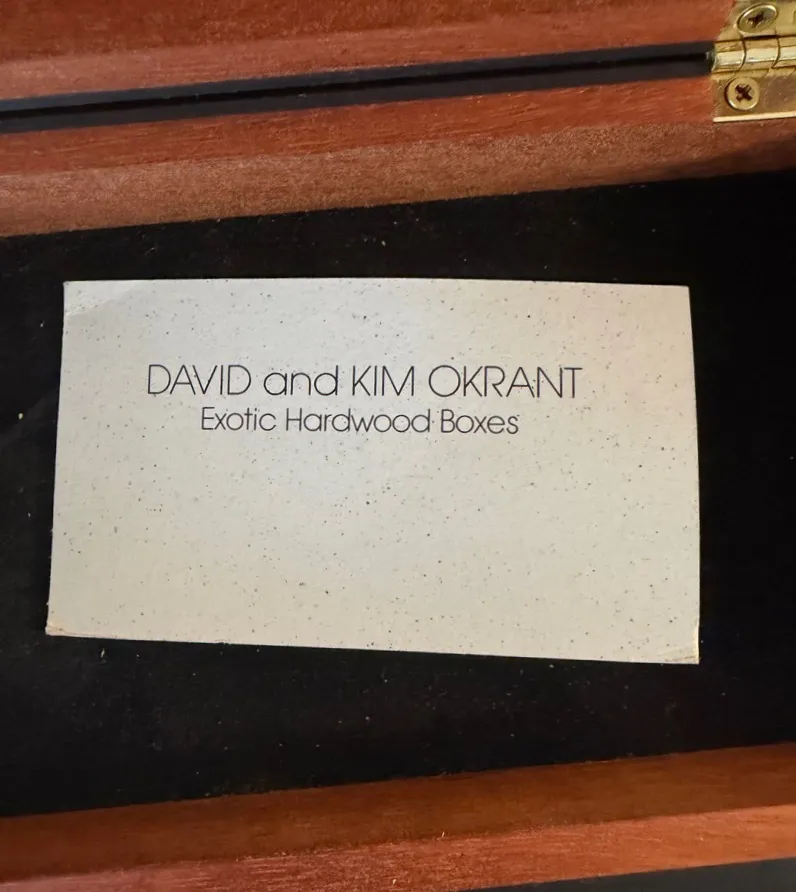 DAVID and KIM OKRANT
Exotic Hardwood Boxes